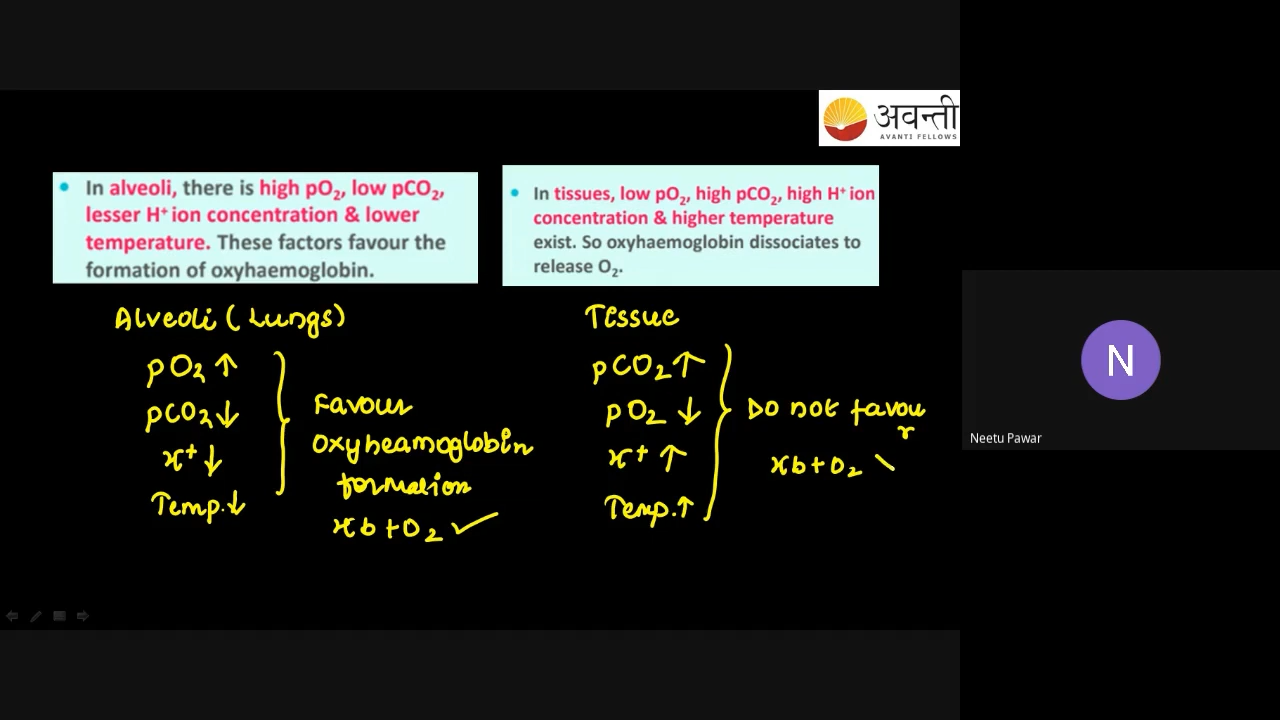 अवन्ती
AVANTI FELLOWS
• In alveoli, there is high pO₂, low pCO₂,
lesser H⁺ ion concentration & lower
temperature. These factors favour the
formation of oxyhaemoglobin.
• In tissues, low pO₂, high pCO₂, high H⁺ ion
concentration & higher temperature
exist. So oxyhaemoglobin dissociates to
release O₂.
Alveoli (Lungs)
pO₂ ↑
pCO₂ ↓
H⁺ ↓
Temp. ↓
Favour
Oxyheamoglobin
formation
Hb + O₂ ✓
Tissue
pCO₂ ↑
pO₂ ↓
H⁺ ↑
Temp. ↑
Do not favou
r
Hb + O₂ \
N
Neetu Pawar